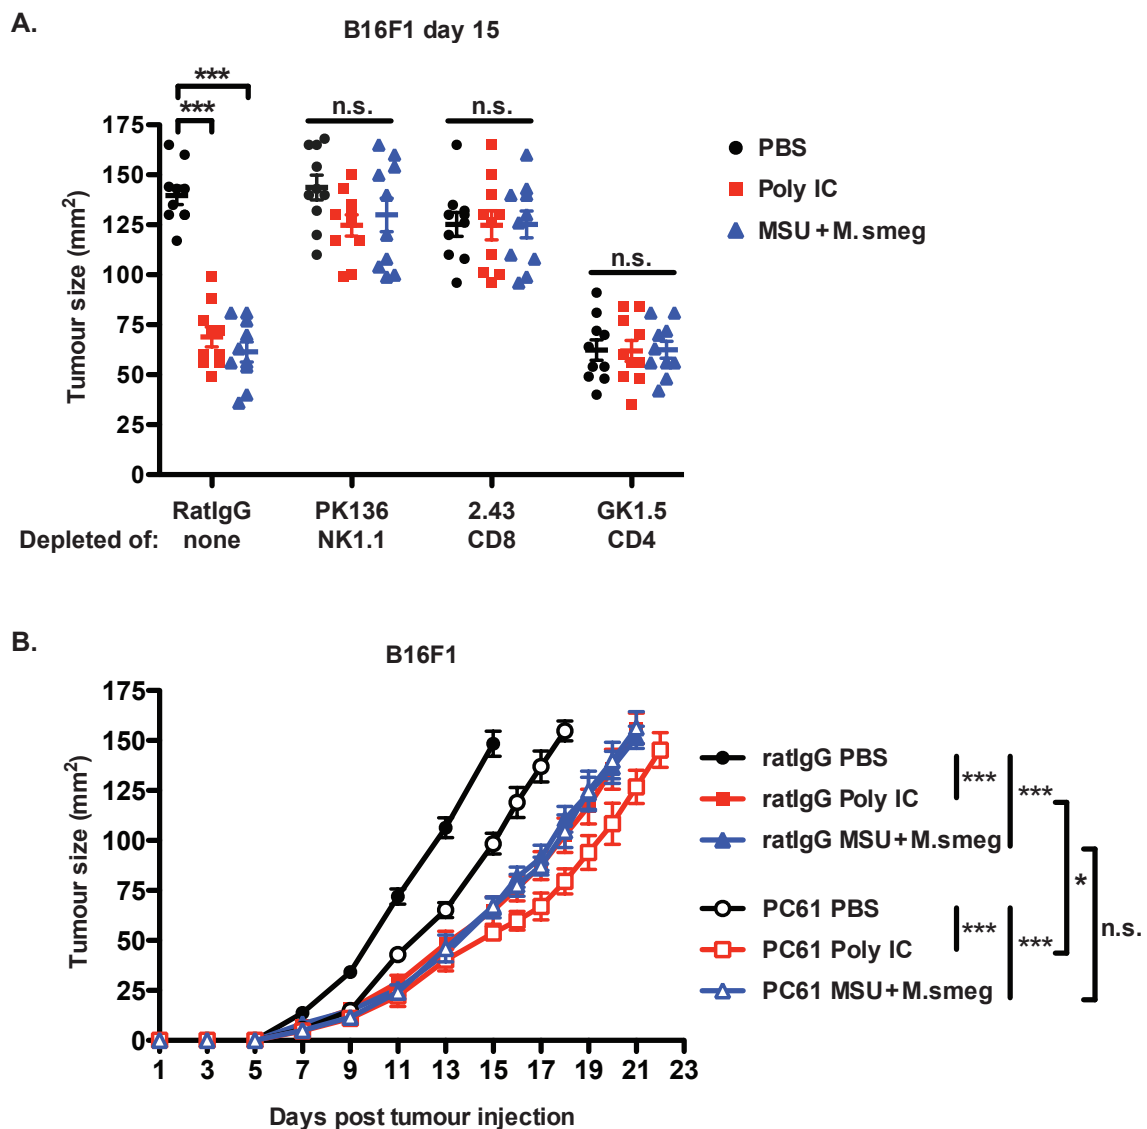 A.
B16F1 day 15
***
***
n.s.
n.s.
n.s.
175
150
125
100
75
50
25
0
Tumour size (mm²)
PBS
Poly IC
MSU + M. smeg
RatIgG PK136 2.43 GK1.5
Depleted of: none NK1.1 CD8 CD4
B.
B16F1
175
150
125
100
75
50
25
0
Tumour size (mm²)
1 3 5 7 9 11 13 15 17 19 21 23
Days post tumour injection
ratIgG PBS
ratIgG Poly IC
ratIgG MSU+M.smeg
PC61 PBS
PC61 Poly IC
PC61 MSU+M.smeg
***
***
*
n.s.
***
***